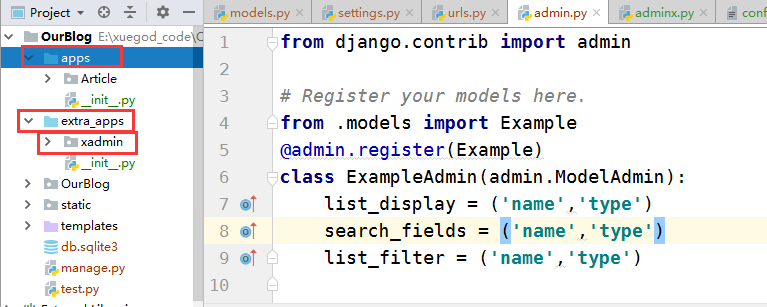 Project
models.py
settings.py
urls.py
admin.py
adminx.py
OurBlog E:\xuegod_code\
apps
Article
__init__.py
extra_apps
xadmin
__init__.py
OurBlog
static
templates
db.sqlite3
manage.py
test.py
1 from django.contrib import admin
2
3 # Register your models here.
4 from .models import Example
5 @admin.register(Example)
6 class ExampleAdmin(admin.ModelAdmin):
7 list_display = ('name','type')
8 search_fields = ('name','type')
9 list_filter = ('name','type')
10